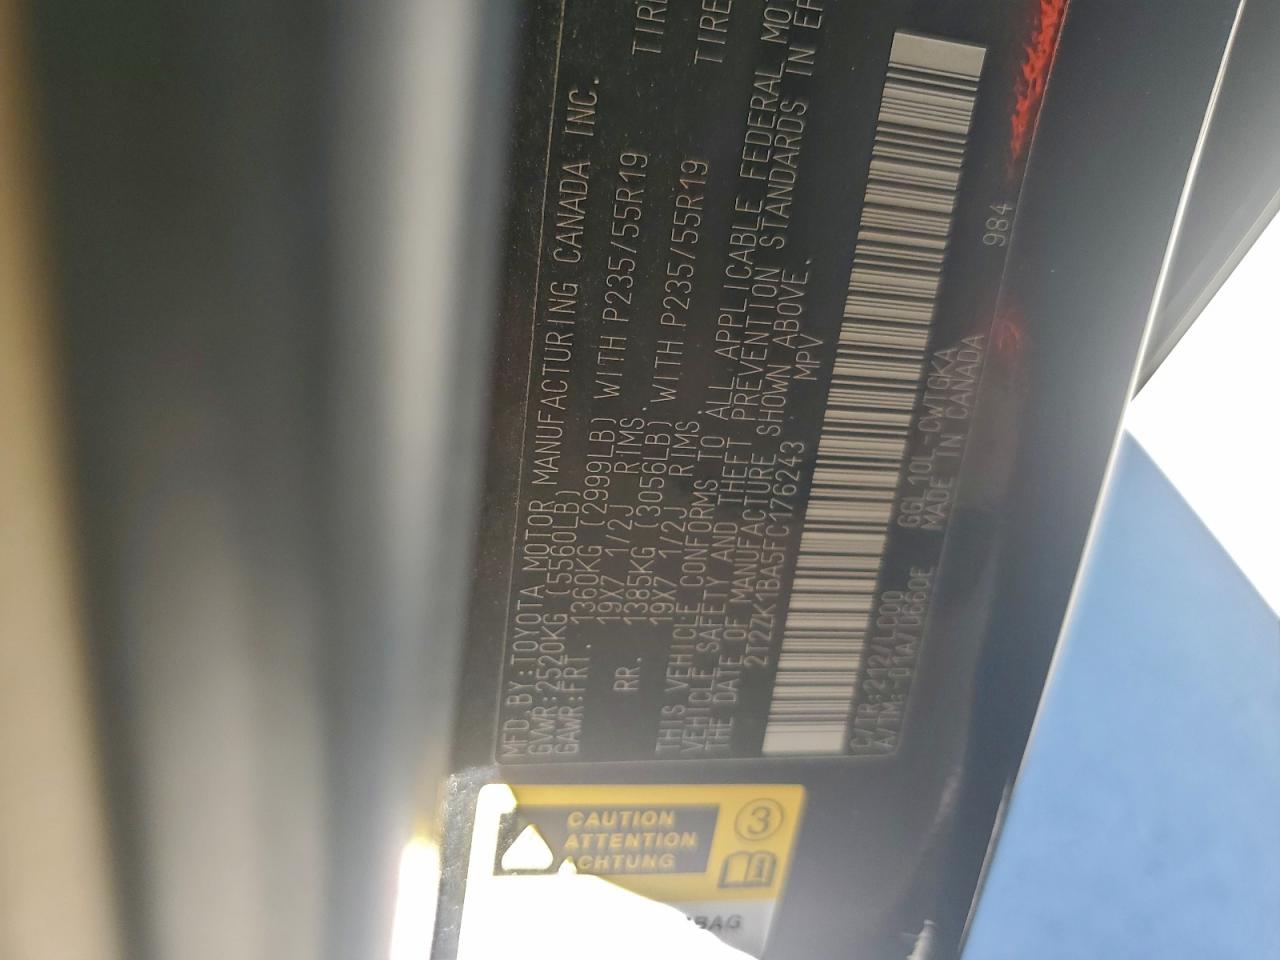 MFD.BY:TOYOTA MOTOR MANUFACTURING CANADA INC.
GVWR:2520KG (5560LB)
GAWR:FRT. 1360KG (2999LB) WITH P235/55R19 TIRE
19X7 1/2J RIMS.
RR. 1385KG (3056LB) WITH P235/55R19 TIRE
19X7 1/2J RIMS.
THIS VEHICLE CONFORMS TO ALL APPLICABLE FEDERAL MOT
VEHICLE SAFETY AND THEFT PREVENTION STANDARDS IN EF
THE DATE OF MANUFACTURE SHOWN ABOVE.
2T2ZK1BA5FC176243 MPV
C/TR:212/LC00 GGL10L-CWTGKA 984
A/TM:-01A/U660E MADE IN CANADA
CAUTION
ATTENTION
ACHTUNG
3
i
BAG